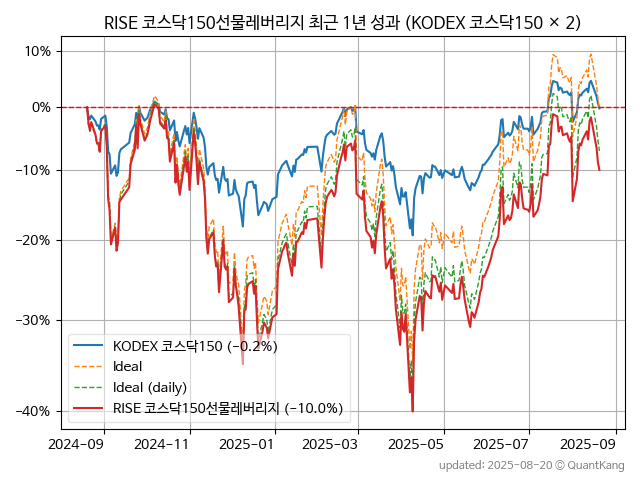 RISE 코스닥150선물레버리지 최근 1년 성과 (KODEX 코스닥150 × 2)
10%
0%
−10%
−20%
−30%
−40%
KODEX 코스닥150 (−0.2%)
Ideal
Ideal (daily)
RISE 코스닥150선물레버리지 (−10.0%)
2024-09
2024-11
2025-01
2025-03
2025-05
2025-07
2025-09
updated: 2025-08-20 © QuantKang